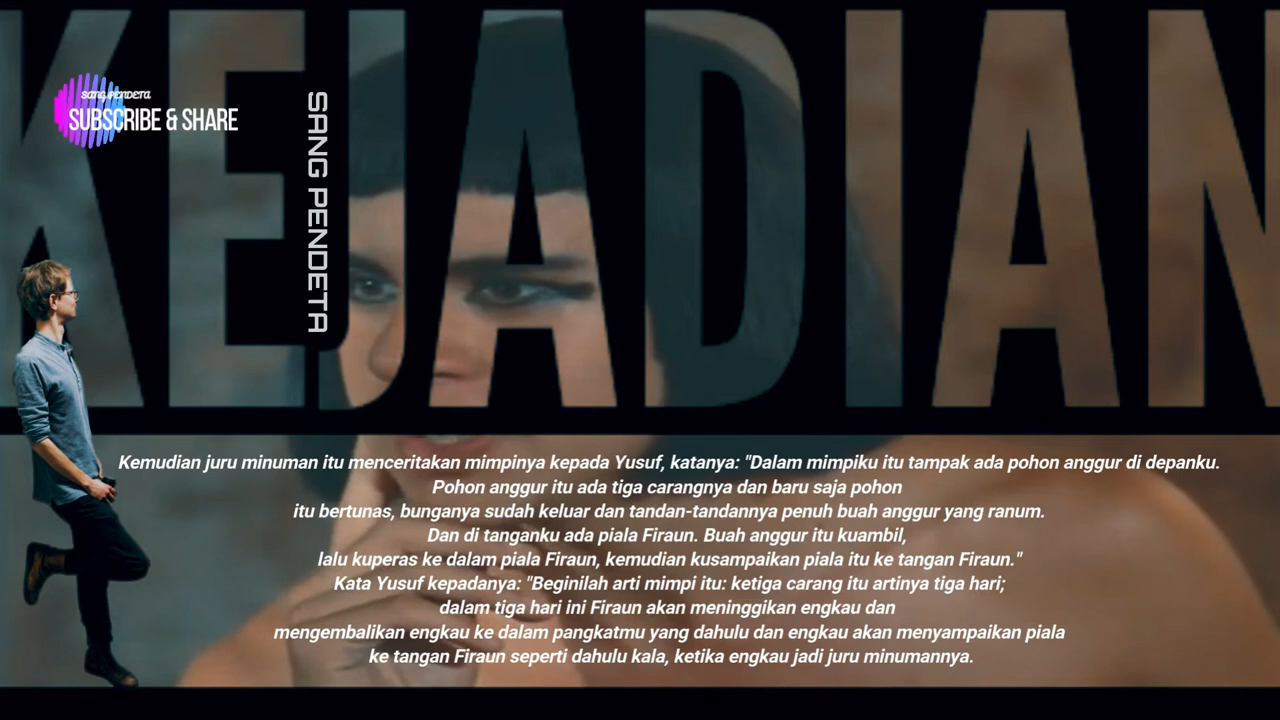 KEJADIAN
sang pendeta
SUBSCRIBE & SHARE
SANG PENDETA
Kemudian juru minuman itu menceritakan mimpinya kepada Yusuf, katanya: "Dalam mimpiku itu tampak ada pohon anggur di depanku.
Pohon anggur itu ada tiga carangnya dan baru saja pohon
itu bertunas, bunganya sudah keluar dan tandan-tandannya penuh buah anggur yang ranum.
Dan di tanganku ada piala Firaun. Buah anggur itu kuambil,
lalu kuperas ke dalam piala Firaun, kemudian kusampaikan piala itu ke tangan Firaun."
Kata Yusuf kepadanya: "Beginilah arti mimpi itu: ketiga carang itu artinya tiga hari;
dalam tiga hari ini Firaun akan meninggikan engkau dan
mengembalikan engkau ke dalam pangkatmu yang dahulu dan engkau akan menyampaikan piala
ke tangan Firaun seperti dahulu kala, ketika engkau jadi juru minumannya.